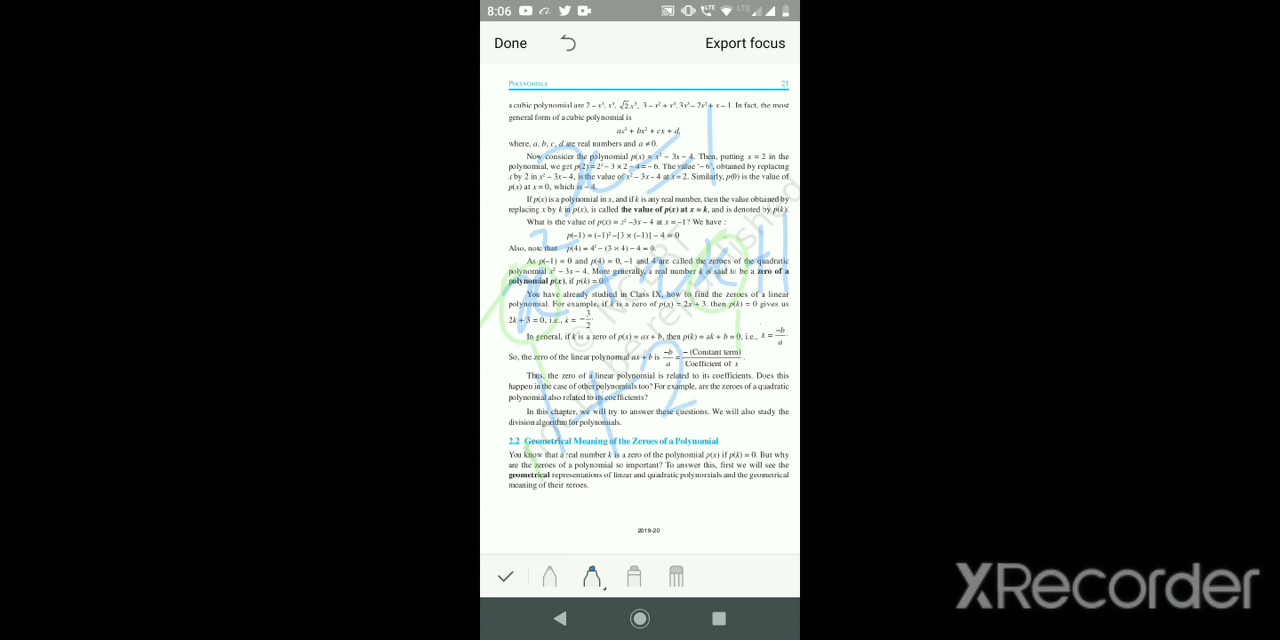 8:06 LTE LTE
Done Export focus
POLYNOMIALS 21
a cubic polynomial are 2 – x³, x³, √2 x³, 3 – x² + x³, 3x³ – 2x² + x – 1. In fact, the most
general form of a cubic polynomial is
ax³ + bx² + cx + d,
where, a, b, c, d are real numbers and a ≠ 0.
Now consider the polynomial p(x) = x² – 3x – 4. Then, putting x = 2 in the
polynomial, we get p(2) = 2² – 3 × 2 – 4 = – 6. The value '– 6', obtained by replacing
x by 2 in x² – 3x – 4, is the value of x² – 3x – 4 at x = 2. Similarly, p(0) is the value of
p(x) at x = 0, which is – 4.
If p(x) is a polynomial in x, and if k is any real number, then the value obtained by
replacing x by k in p(x), is called the value of p(x) at x = k, and is denoted by p(k).
What is the value of p(x) = x² –3x – 4 at x = –1? We have :
p(–1) = (–1)² –{3 × (–1)} – 4 = 0
Also, note that p(4) = 4² – (3 × 4) – 4 = 0.
As p(–1) = 0 and p(4) = 0, –1 and 4 are called the zeroes of the quadratic
polynomial x² – 3x – 4. More generally, a real number k is said to be a zero of a
polynomial p(x), if p(k) = 0.
You have already studied in Class IX, how to find the zeroes of a linear
polynomial. For example, if k is a zero of p(x) = 2x + 3, then p(k) = 0 gives us
2k + 3 = 0, i.e., k = –3/2.
In general, if k is a zero of p(x) = ax + b, then p(k) = ak + b = 0, i.e., k = –b/a.
So, the zero of the linear polynomial ax + b is –b/a = –(Constant term)/Coefficient of x.
Thus, the zero of a linear polynomial is related to its coefficients. Does this
happen in the case of other polynomials too? For example, are the zeroes of a quadratic
polynomial also related to its coefficients?
In this chapter, we will try to answer these questions. We will also study the
division algorithm for polynomials.
2.2 Geometrical Meaning of the Zeroes of a Polynomial
You know that a real number k is a zero of the polynomial p(x) if p(k) = 0. But why
are the zeroes of a polynomial so important? To answer this, first we will see the
geometrical representations of linear and quadratic polynomials and the geometrical
meaning of their zeroes.
2019-20
© NCERT
not to be republished
x = 1
1 + 2
XRecorder